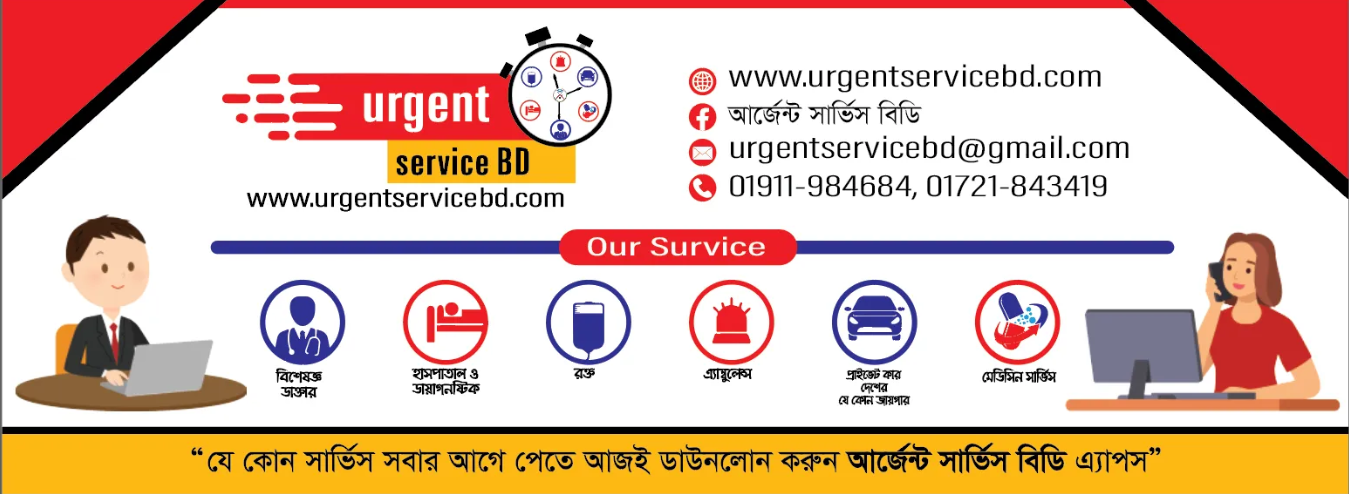 urgent
service BD
www.urgentservicebd.com
www.urgentservicebd.com
আর্জেন্ট সার্ভিস বিডি
urgentservicebd@gmail.com
01911-984684, 01721-843419
Our Survice
বিশেষজ্ঞ
ডাক্তার
হাসপাতাল ও
ডায়াগনষ্টিক
রক্ত
এ্যাম্বুলেন্স
প্রাইভেট কার
দেশের
যে কোন জায়গার
মেডিসিন সার্ভিস
“যে কোন সার্ভিস সবার আগে পেতে আজই ডাউনলোন করুন আর্জেন্ট সার্ভিস বিডি এ্যাপস”